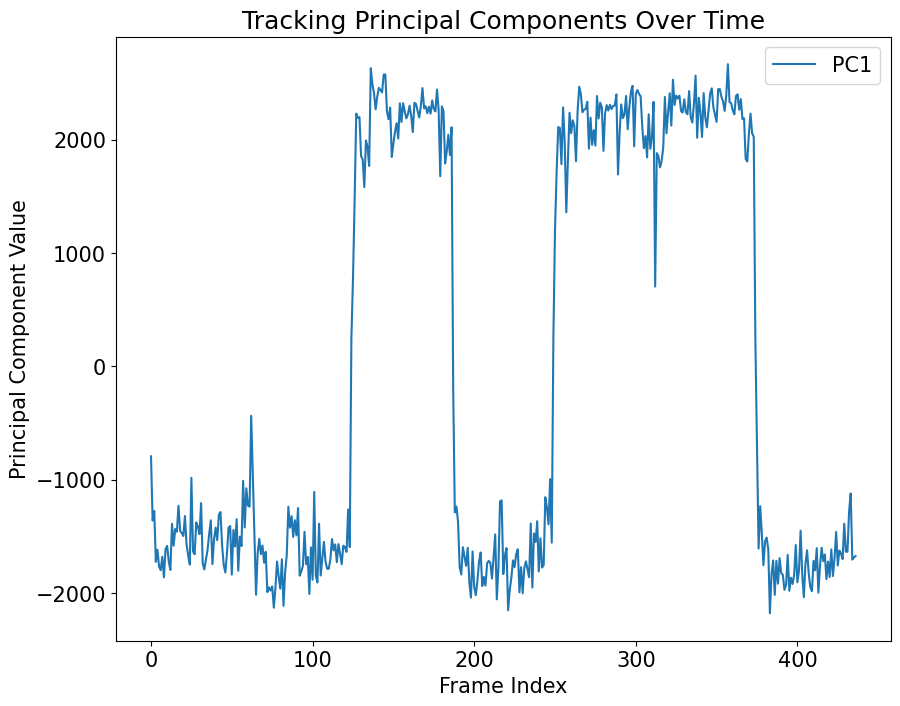 Tracking Principal Components Over Time
PC1
Principal Component Value
2000
1000
0
−1000
−2000
0 100 200 300 400
Frame Index